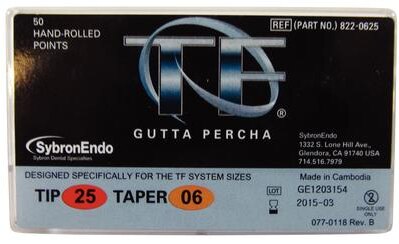 50
HAND-ROLLED
POINTS
REF (PART NO.) 822-0625
TF®
GUTTA PERCHA
SybronEndo
Sybron Dental Specialties
SybronEndo
1332 S. Lone Hill Ave.,
Glendora, CA 91740 USA
714.516.7979
DESIGNED SPECIFICALLY FOR THE TF SYSTEM SIZES
TIP 25 TAPER 06
Made in Cambodia
LOT GE1203154
2015-03
2
SINGLE USE
ONLY
077-0118 Rev. B